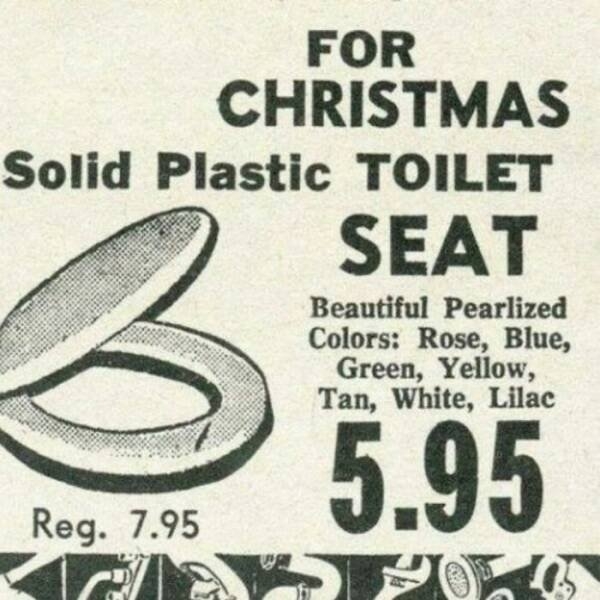 FOR
CHRISTMAS
Solid Plastic TOILET
SEAT
Beautiful Pearlized
Colors: Rose, Blue,
Green, Yellow,
Tan, White, Lilac
5.95
Reg. 7.95